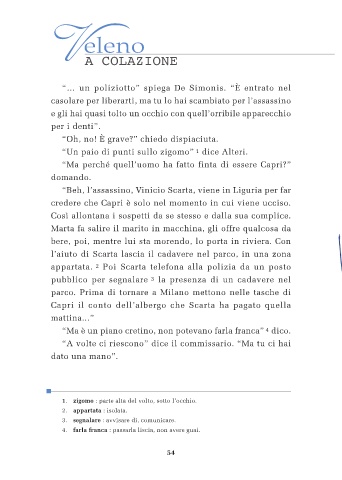 Veleno
A COLAZIONE
“... un poliziotto” spiega De Simonis. “È entrato nel
casolare per liberarti, ma tu lo hai scambiato per l’assassino
e gli hai quasi tolto un occhio con quell’orribile apparecchio
per i denti”.
“Oh, no! È grave?” chiedo dispiaciuta.
“Un paio di punti sullo zigomo” 1 dice Alteri.
“Ma perché quell’uomo ha fatto finta di essere Capri?”
domando.
“Beh, l’assassino, Vinicio Scarta, viene in Liguria per far
credere che Capri è solo nel momento in cui viene ucciso.
Così allontana i sospetti da se stesso e dalla sua complice.
Marta fa salire il marito in macchina, gli offre qualcosa da
bere, poi, mentre lui sta morendo, lo porta in riviera. Con
l’aiuto di Scarta lascia il cadavere nel parco, in una zona
appartata. 2 Poi Scarta telefona alla polizia da un posto
pubblico per segnalare 3 la presenza di un cadavere nel
parco. Prima di tornare a Milano mettono nelle tasche di
Capri il conto dell’albergo che Scarta ha pagato quella
mattina...”
“Ma è un piano cretino, non potevano farla franca” 4 dico.
“A volte ci riescono” dice il commissario. “Ma tu ci hai
dato una mano”.
1. zigomo : parte alta del volto, sotto l’occhio.
2. appartata : isolata.
3. segnalare : avvisare di, comunicare.
4. farla franca : passarla liscia, non avere guai.
54